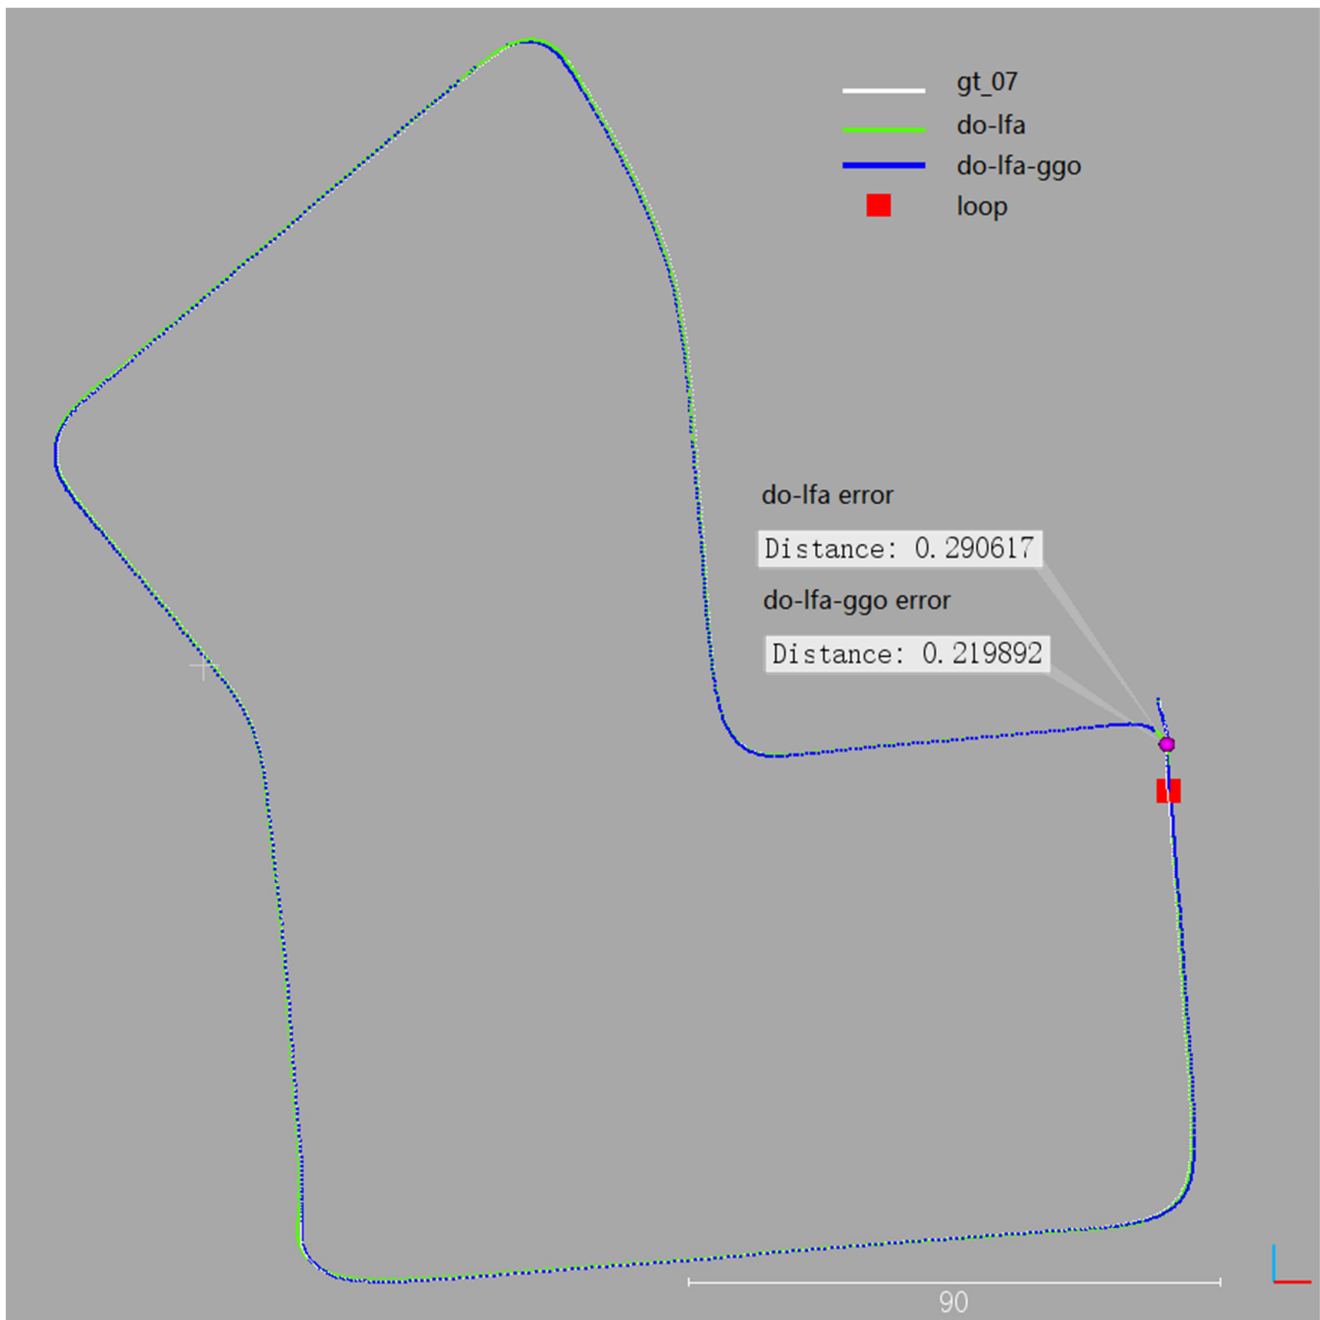 gt_07
do-lfa
do-lfa-ggo
loop
do-lfa error
Distance: 0.290617
do-lfa-ggo error
Distance: 0.219892
90